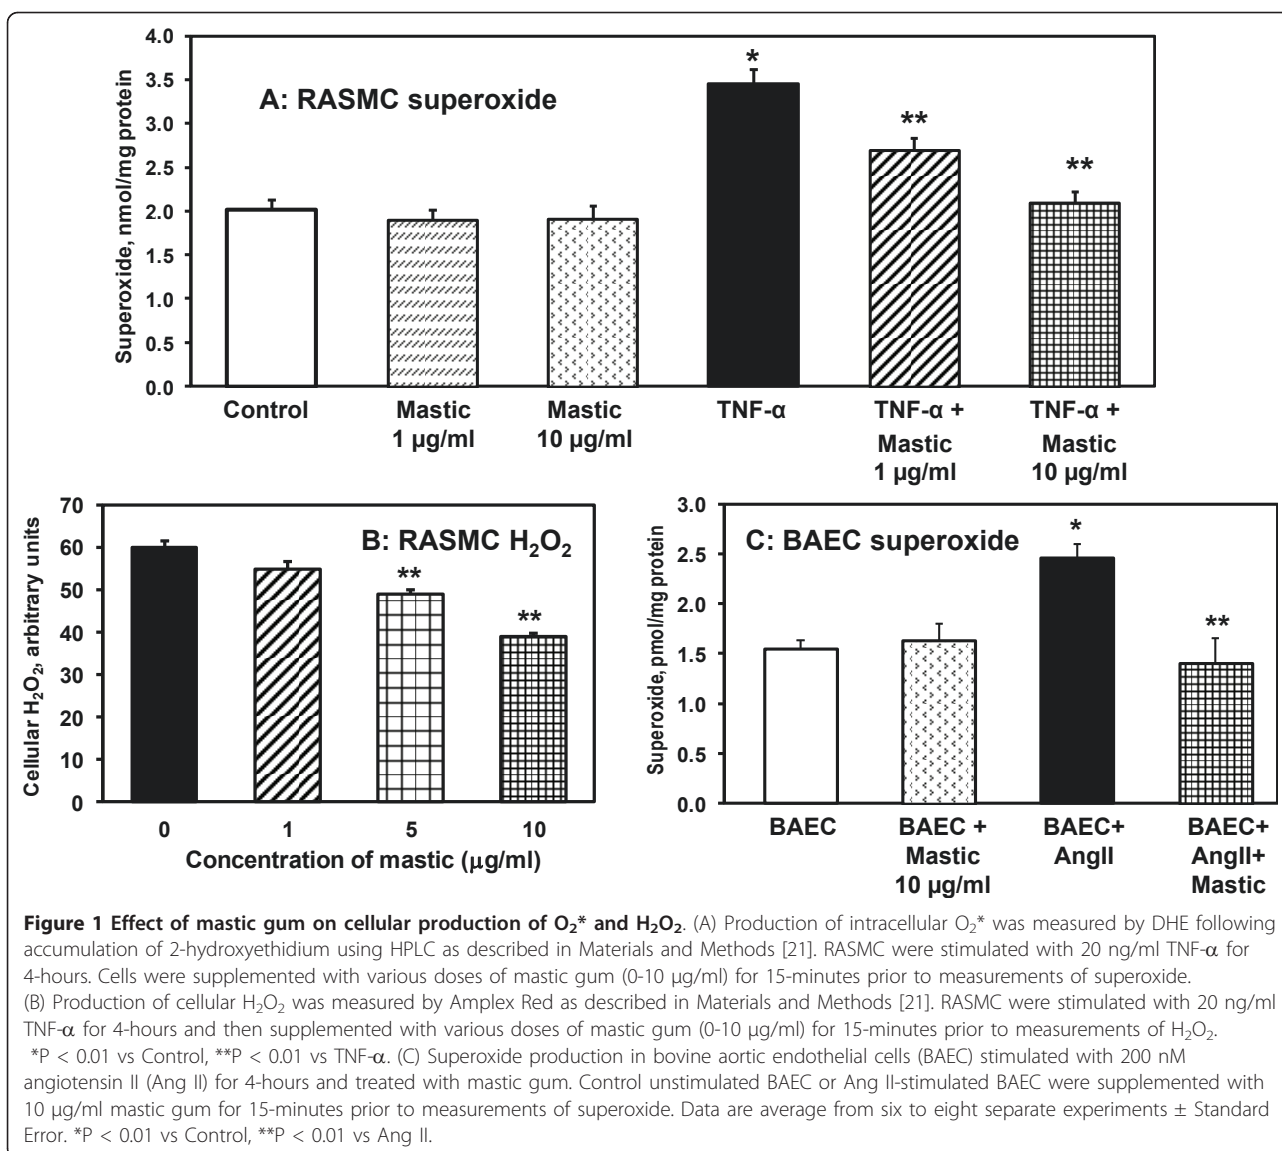 4.0
3.5
3.0
2.5
2.0
1.5
1.0
0.5
0.0
Superoxide, nmol/mg protein
A: RASMC superoxide
*
**
**
Control
Mastic
1 µg/ml
Mastic
10 µg/ml
TNF-α
TNF-α +
Mastic
1 µg/ml
TNF-α +
Mastic
10 µg/ml
70
60
50
40
30
20
10
0
Cellular H₂O₂, arbitrary units
B: RASMC H₂O₂
**
**
0 1 5 10
Concentration of mastic (µg/ml)
3.0
2.5
2.0
1.5
1.0
0.5
0.0
Superoxide, pmol/mg protein
C: BAEC superoxide
*
**
BAEC
BAEC +
Mastic
10 µg/ml
BAEC+
AngII
BAEC+
AngII+
Mastic
Figure 1 Effect of mastic gum on cellular production of O₂* and H₂O₂. (A) Production of intracellular O₂* was measured by DHE following
accumulation of 2-hydroxyethidium using HPLC as described in Materials and Methods [21]. RASMC were stimulated with 20 ng/ml TNF-α for
4-hours. Cells were supplemented with various doses of mastic gum (0-10 µg/ml) for 15-minutes prior to measurements of superoxide.
(B) Production of cellular H₂O₂ was measured by Amplex Red as described in Materials and Methods [21]. RASMC were stimulated with 20 ng/ml
TNF-α for 4-hours and then supplemented with various doses of mastic gum (0-10 µg/ml) for 15-minutes prior to measurements of H₂O₂.
*P < 0.01 vs Control, **P < 0.01 vs TNF-α. (C) Superoxide production in bovine aortic endothelial cells (BAEC) stimulated with 200 nM
angiotensin II (Ang II) for 4-hours and treated with mastic gum. Control unstimulated BAEC or Ang II-stimulated BAEC were supplemented with
10 µg/ml mastic gum for 15-minutes prior to measurements of superoxide. Data are average from six to eight separate experiments ± Standard
Error. *P < 0.01 vs Control, **P < 0.01 vs Ang II.